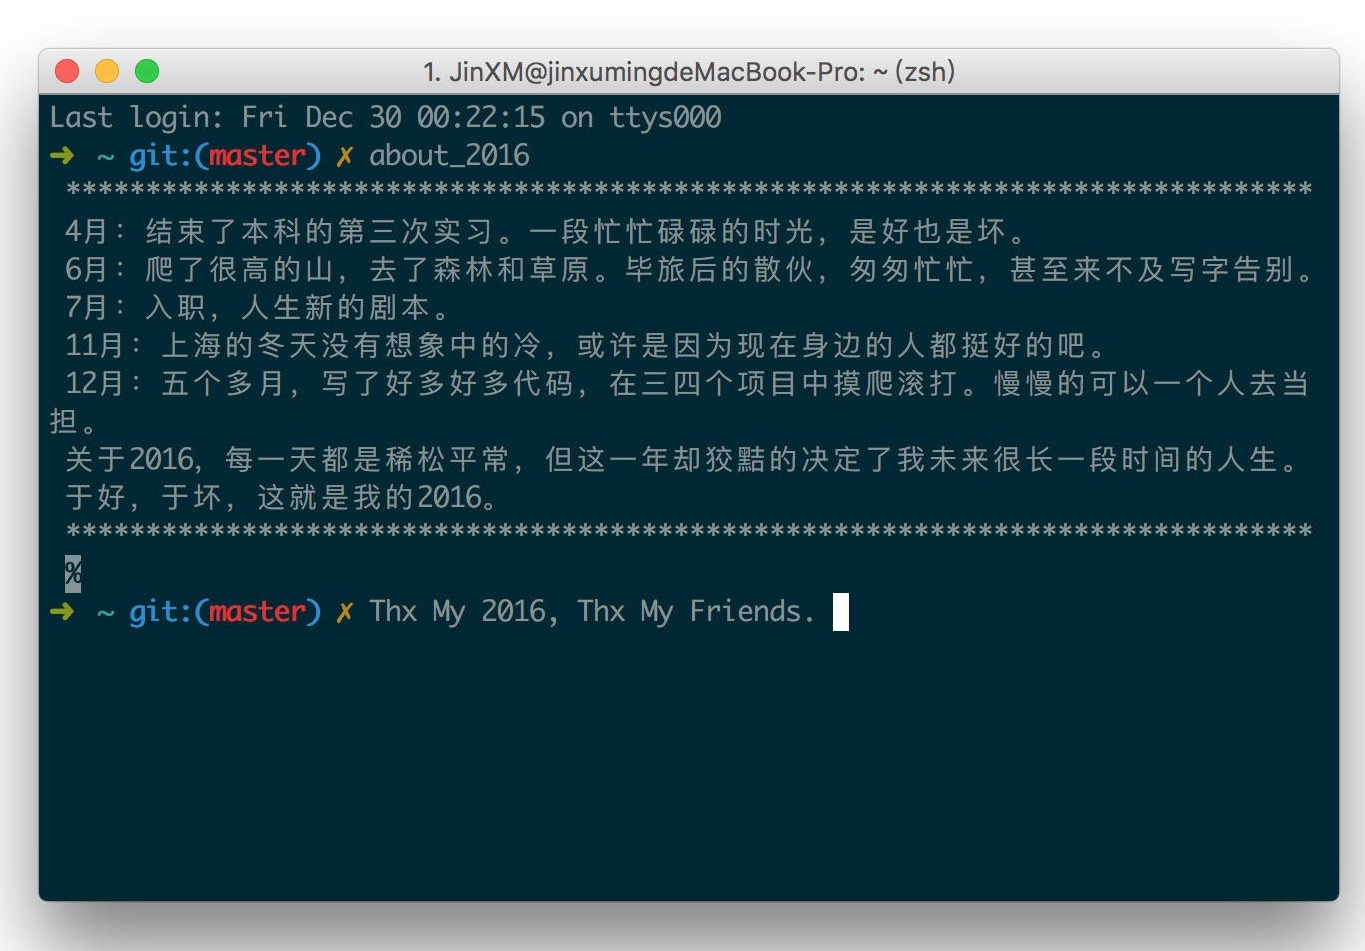 1. JinXM@jinxumingdeMacBook-Pro: ~ (zsh)
Last login: Fri Dec 30 00:22:15 on ttys000
➜ ~ git:(master) ✗ about_2016
******************************************************************************
4月：结束了本科的第三次实习。一段忙忙碌碌的时光，是好也是坏。
6月：爬了很高的山，去了森林和草原。毕旅后的散伙，匆匆忙忙，甚至来不及写字告别。
7月：入职，人生新的剧本。
11月：上海的冬天没有想象中的冷，或许是因为现在身边的人都挺好的吧。
12月：五个多月，写了好多好多代码，在三四个项目中摸爬滚打。慢慢的可以一个人去当
担。
关于2016，每一天都是稀松平常，但这一年却狡黠的决定了我未来很长一段时间的人生。
于好，于坏，这就是我的2016。
******************************************************************************
%
➜ ~ git:(master) ✗ Thx My 2016, Thx My Friends.